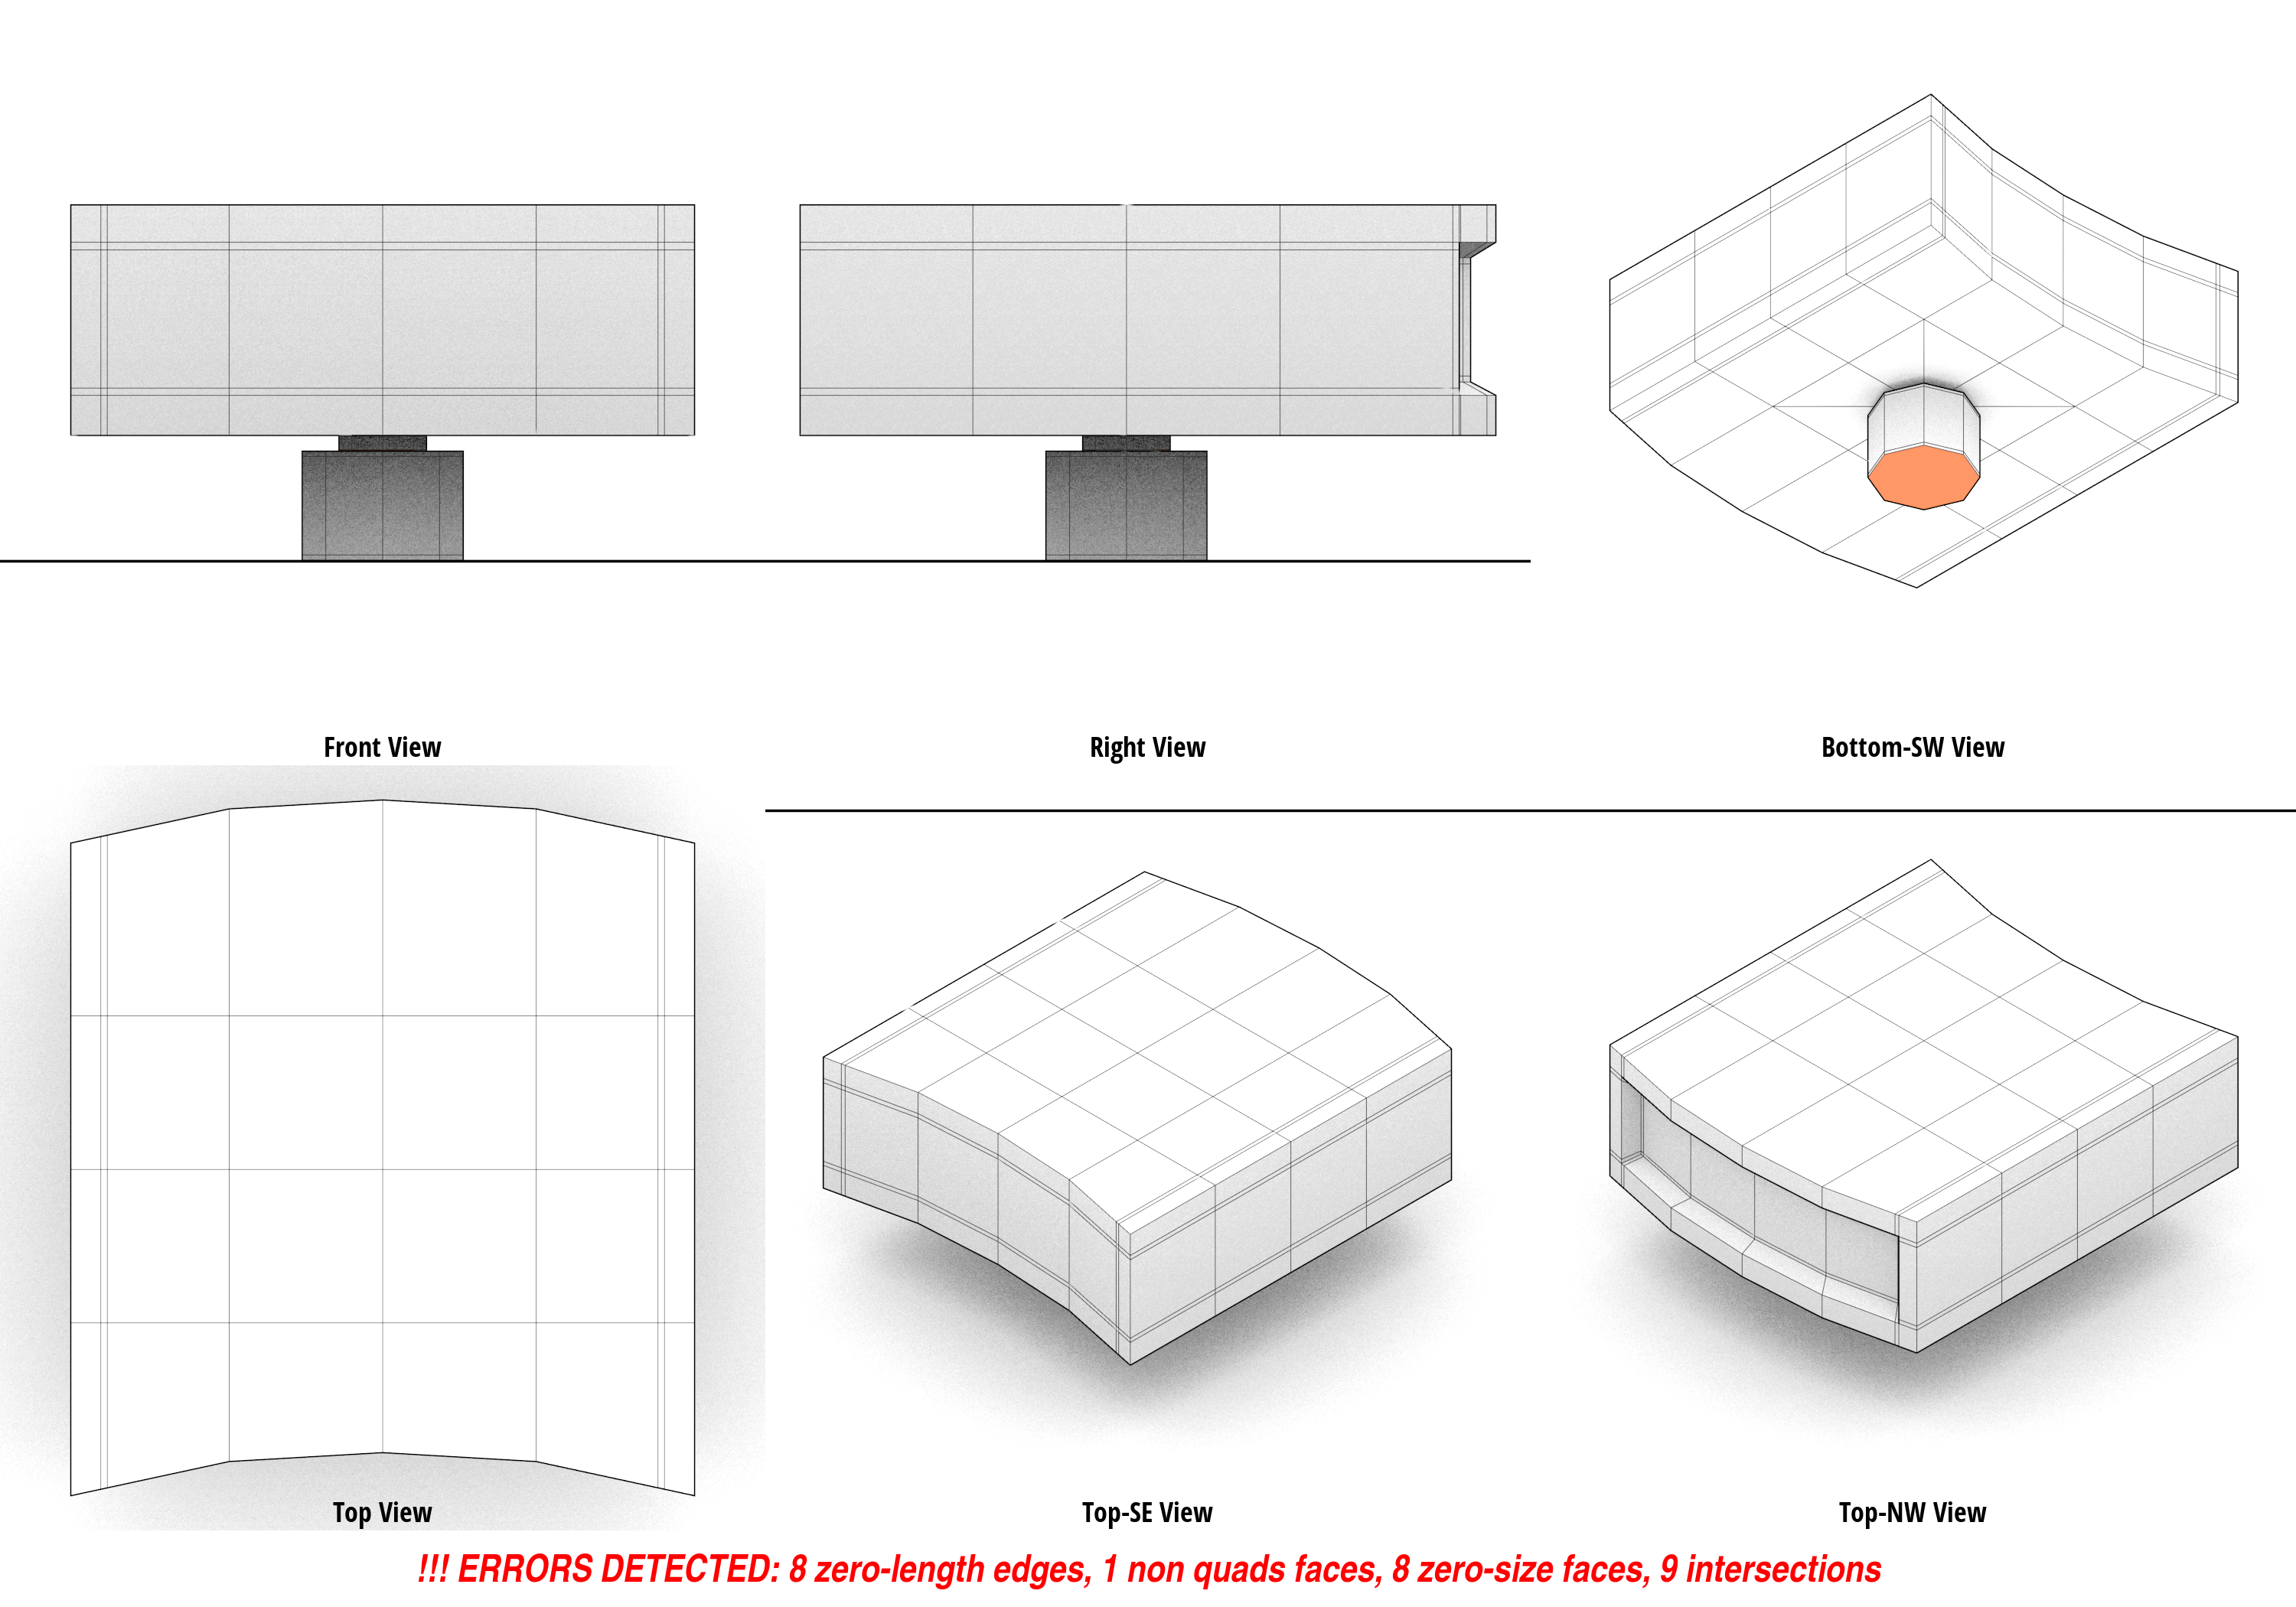 Front View
Right View
Bottom-SW View
Top View
Top-SE View
Top-NW View
!!! ERRORS DETECTED: 8 zero-length edges, 1 non quads faces, 8 zero-size faces, 9 intersections